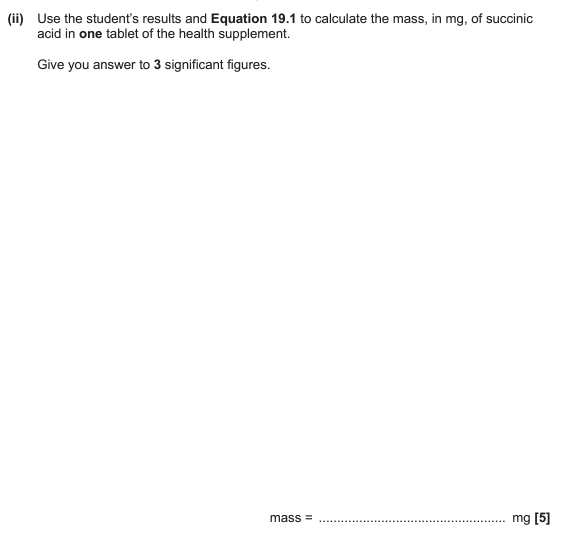 (ii) Use the student's results and Equation 19.1 to calculate the mass, in mg, of succinic
acid in one tablet of the health supplement.
Give you answer to 3 significant figures.
mass = .................................................. mg [5]